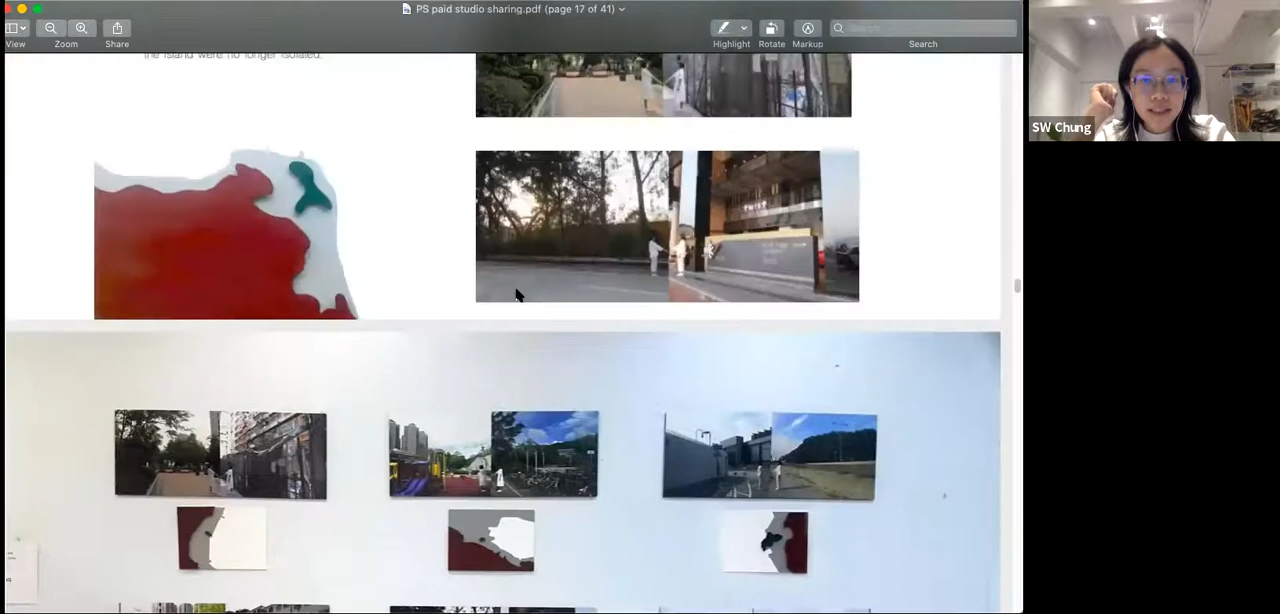 PS paid studio sharing.pdf (page 17 of 41)
View
Zoom
Share
Highlight
Rotate
Markup
Search
Search
the island were no longer isolated.
SW Chung